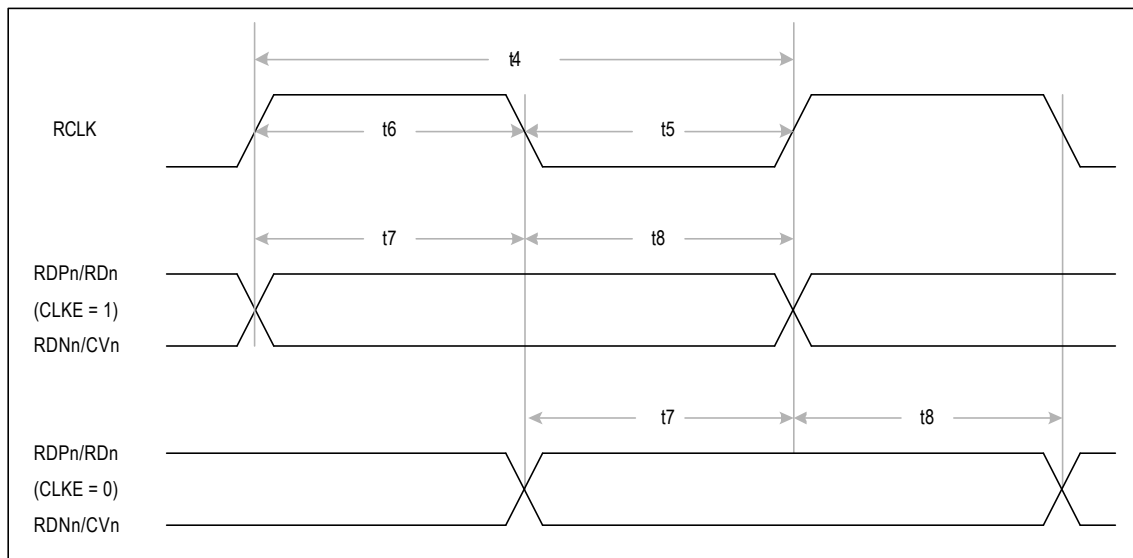 t4
RCLK
t6
t5
t7
t8
RDPn/RDn
(CLKE = 1)
RDNn/CVn
t7
t8
RDPn/RDn
(CLKE = 0)
RDNn/CVn